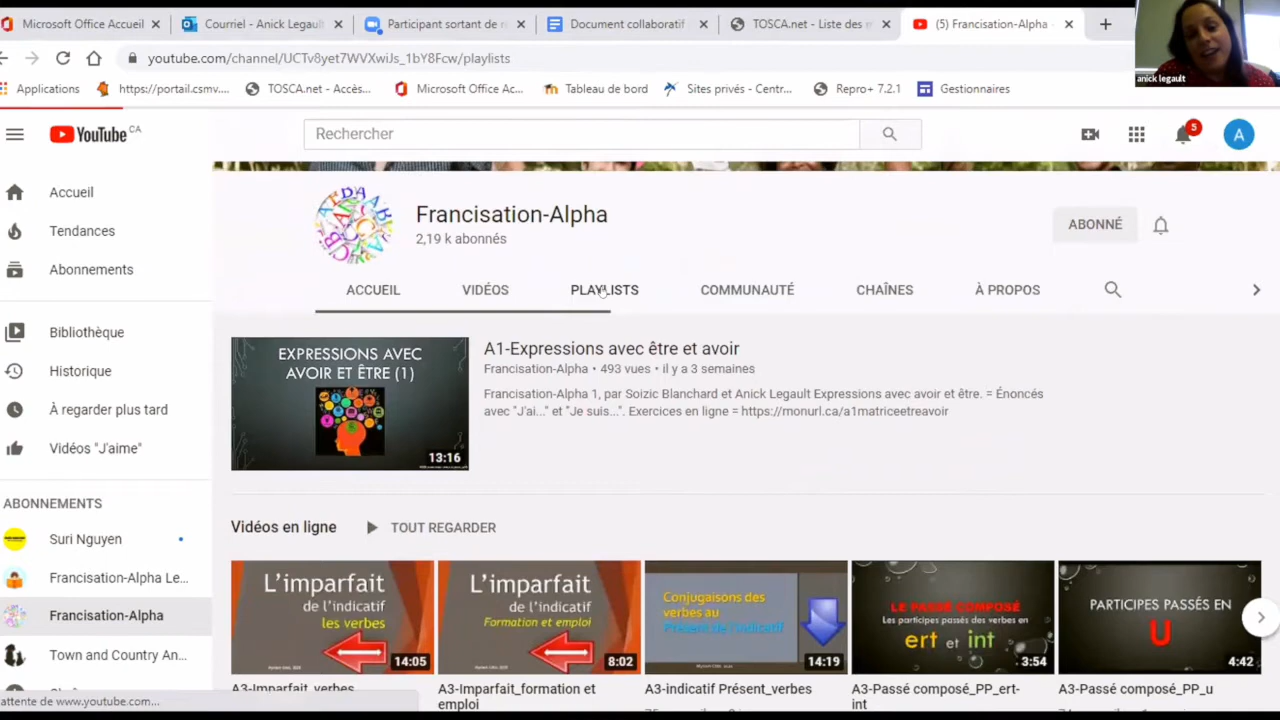 Microsoft Office Accueil
Courriel - Anick Legault
Participant sortant de r
Document collaboratif
TOSCA.net - Liste des m
(5) Francisation-Alpha -
youtube.com/channel/UCTv8yet7WVXwiJs_1bY8Fcw/playlists
anick legault
Applications
https://portail.csmv....
TOSCA.net - Accès...
Microsoft Office Ac...
Tableau de bord
Sites privés - Centr...
Repro+ 7.2.1
Gestionnaires
YouTube CA
Rechercher
5
A
Accueil
Tendances
Abonnements
Bibliothèque
Historique
À regarder plus tard
Vidéos "J'aime"
ABONNEMENTS
Suri Nguyen
Francisation-Alpha Le...
Francisation-Alpha
Town and Country An...
attente de www.youtube.com...
Francisation-Alpha
2,19 k abonnés
ABONNÉ
ACCUEIL
VIDÉOS
PLAYLISTS
COMMUNAUTÉ
CHAÎNES
À PROPOS
EXPRESSIONS AVEC
AVOIR ET ÊTRE (1)
13:16
A1-Expressions avec être et avoir
Francisation-Alpha • 493 vues • il y a 3 semaines
Francisation-Alpha 1, par Soizic Blanchard et Anick Legault Expressions avec avoir et être. = Énoncés
avec "J'ai..." et "Je suis...". Exercices en ligne = https://monurl.ca/a1matriceetreavoir
Vidéos en ligne
TOUT REGARDER
L'imparfait
de l'indicatif
les verbes
14:05
L'imparfait
de l'indicatif
Formation et emploi
8:02
Conjugaisons des
verbes au
Présent de l'indicatif
14:19
LE PASSÉ COMPOSÉ
Les participes passés des verbes en
ert et int
3:54
PARTICIPES PASSÉS EN
U
4:42
A3-Imparfait_verbes
A3-Imparfait_formation et
emploi
A3-indicatif Présent_verbes
A3-Passé composé_PP_ert-
int
A3-Passé composé_PP_u